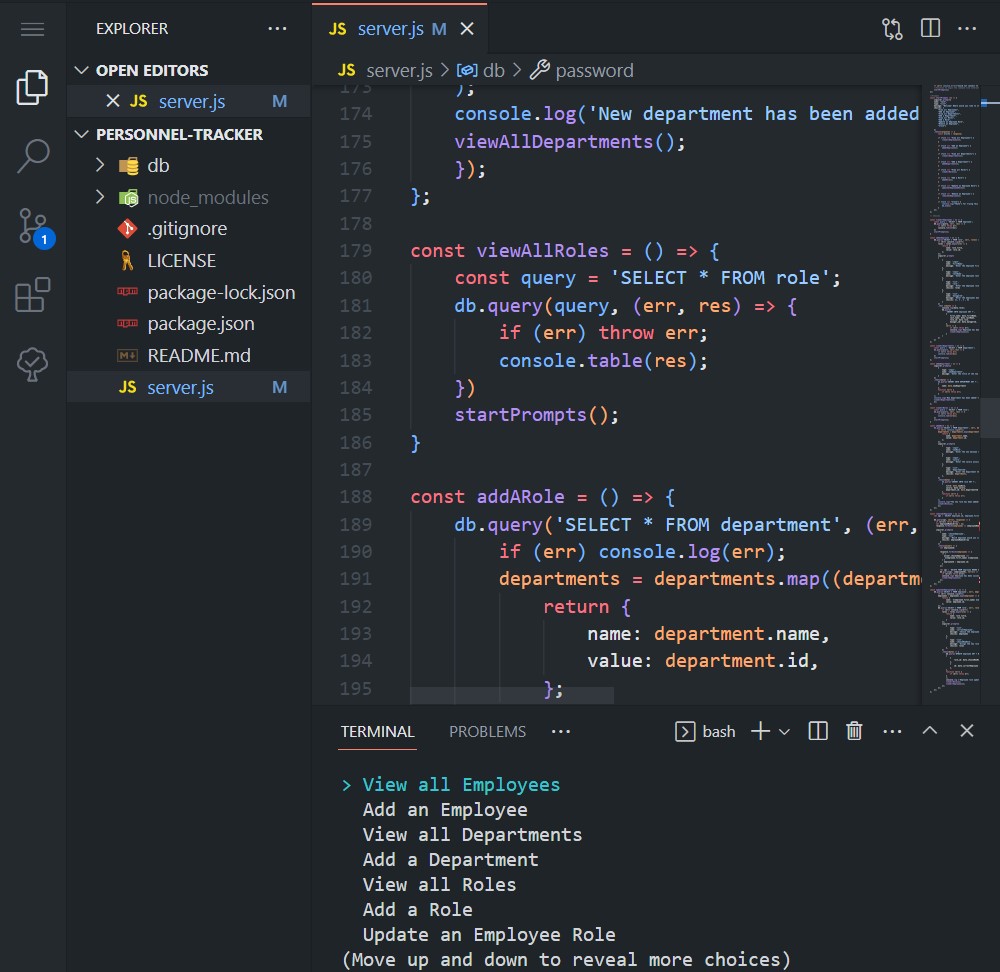 EXPLORER
OPEN EDITORS
JS server.js M
PERSONNEL-TRACKER
db
node_modules
.gitignore
LICENSE
package-lock.json
package.json
README.md
JS server.js M
1
JS server.js M
JS server.js > db > password
173 );
174 console.log('New department has been added
175 viewAllDepartments();
176 });
177 };
178
179 const viewAllRoles = () => {
180 const query = 'SELECT * FROM role';
181 db.query(query, (err, res) => {
182 if (err) throw err;
183 console.table(res);
184 })
185 startPrompts();
186 }
187
188 const addARole = () => {
189 db.query('SELECT * FROM department', (err,
190 if (err) console.log(err);
191 departments = departments.map((departm
192 return {
193 name: department.name,
194 value: department.id,
195 };
TERMINAL PROBLEMS bash
> View all Employees
Add an Employee
View all Departments
Add a Department
View all Roles
Add a Role
Update an Employee Role
(Move up and down to reveal more choices)